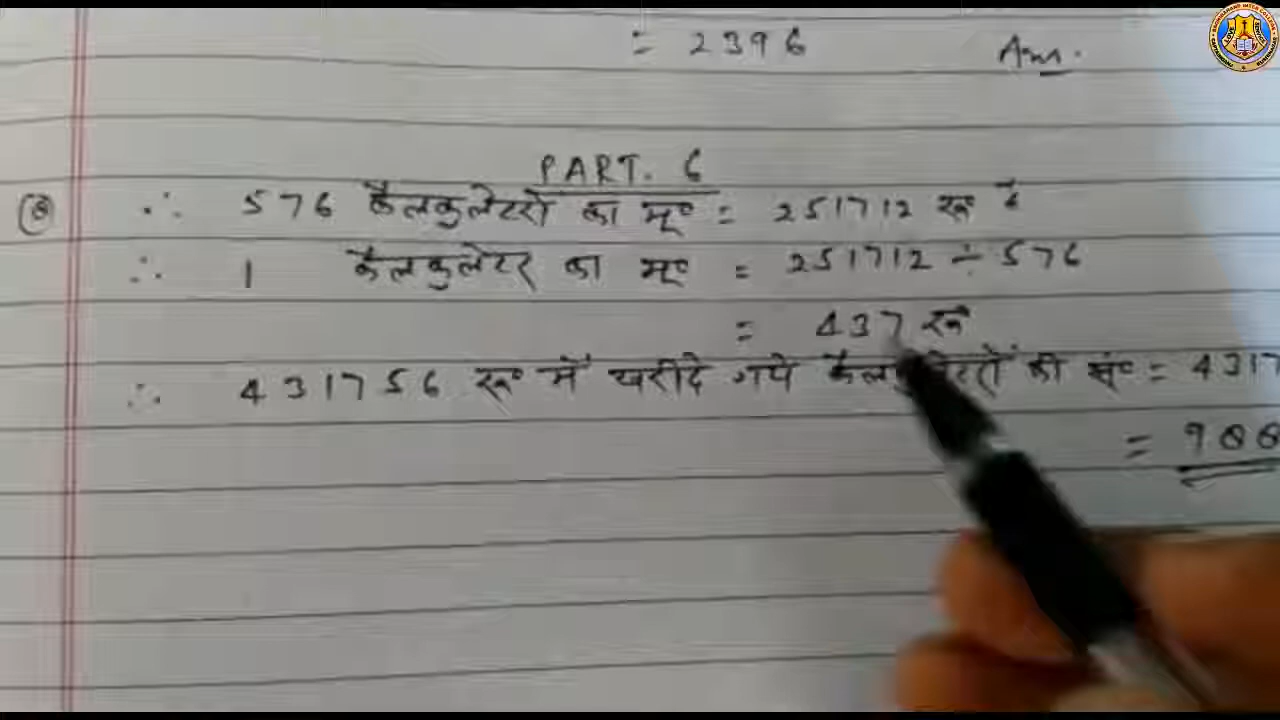 = 2396 Ans.
PART. 6
⑧ ∵ 576 कैलकुलेटरों का मू० = 251712 रू० है
∴ 1 कैलकुलेटर का मू० = 251712 ÷ 576
= 437 रू०
∴ 431756 रू० में खरीदे गये की सं० = 4317
= 988